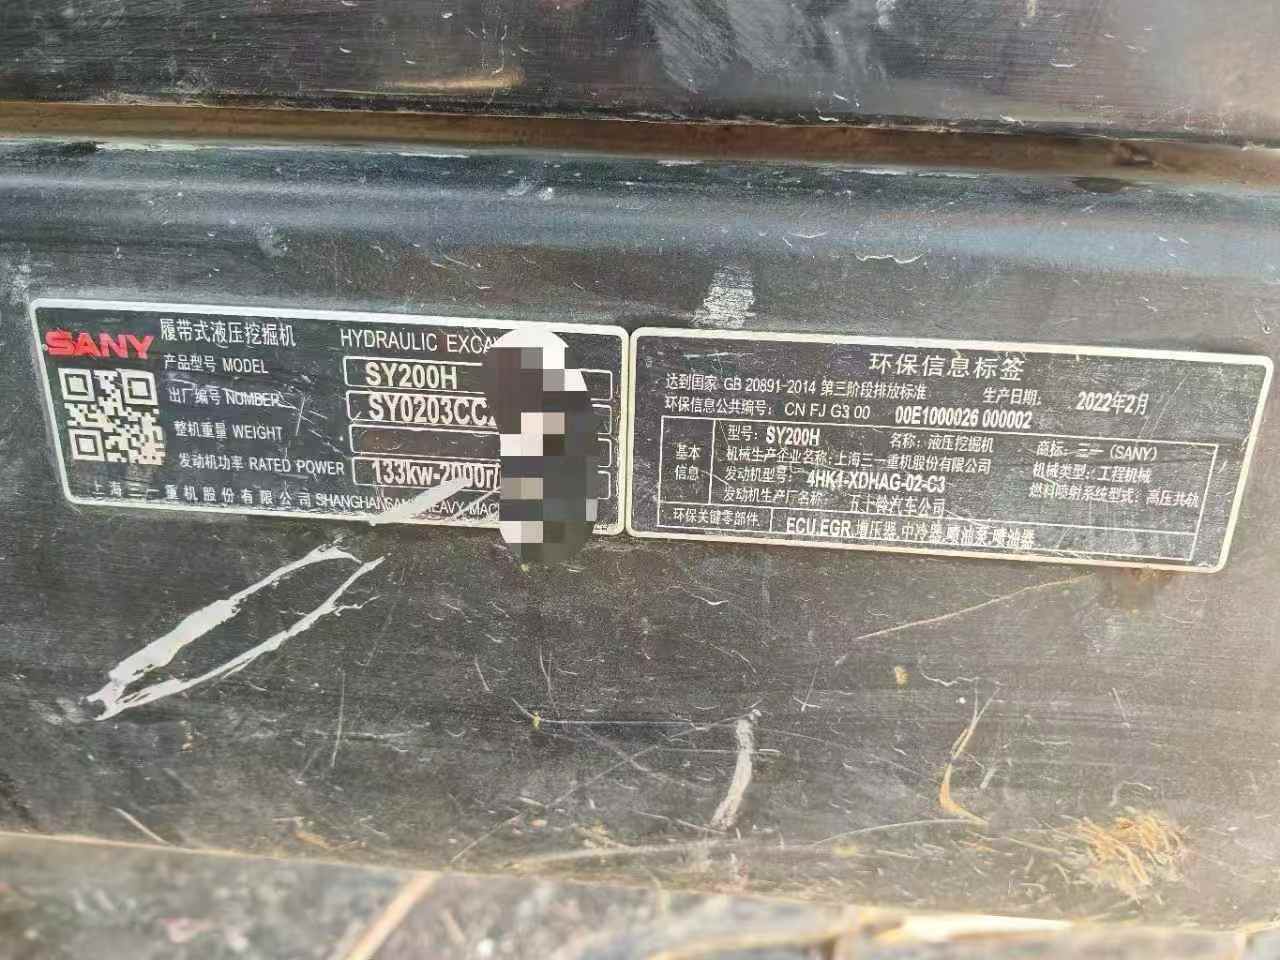 SANY 履带式液压挖掘机 HYDRAULIC
产品型号 MODEL SY200H
出厂编号 NUMBER SY0203CC
整机重量 WEIGHT
发动机功率 RATED POWER 133kw-2000r/
上海三一重机股份有限公司 SHANGHAI SANY HEAVY
环保信息标签
达到国家 GB 20891-2014 第三阶段排放标准 生产日期: 2022年2月
环保信息公共编号: CN FJ G3 00 00E1000026 000002
基本信息
型号: SY200H 名称: 液压挖掘机 商标: 三一 (SANY)
机械生产企业名称: 上海三一重机股份有限公司 机械类型: 工程机械
发动机型号: 4HK1-XDHAG-02-C3 燃料喷射系统型式: 高压共轨
发动机生产厂名称: 五十铃汽车公司
环保关键零部件 ECU,EGR,增压器,中冷器,喷油泵,喷油器